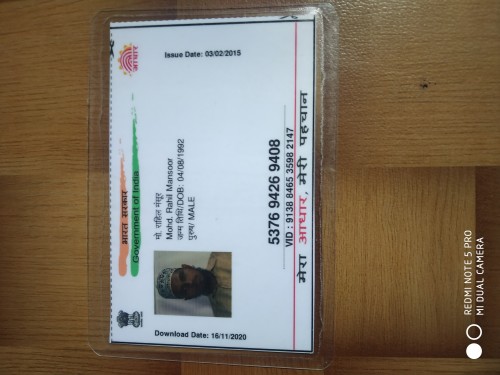 भारत सरकार
Government of India
Issue Date: 03/02/2015
Download Date: 16/11/2020
मो. राहिल मंसूर
Mohd. Rahil Mansoor
जन्म तिथि/DOB: 04/08/1992
पुरुष/ MALE
5376 9426 9408
VID : 9138 8465 3598 2147
मेरा आधार, मेरी पहचान
आधार
REDMI NOTE 5 PRO
MI DUAL CAMERA